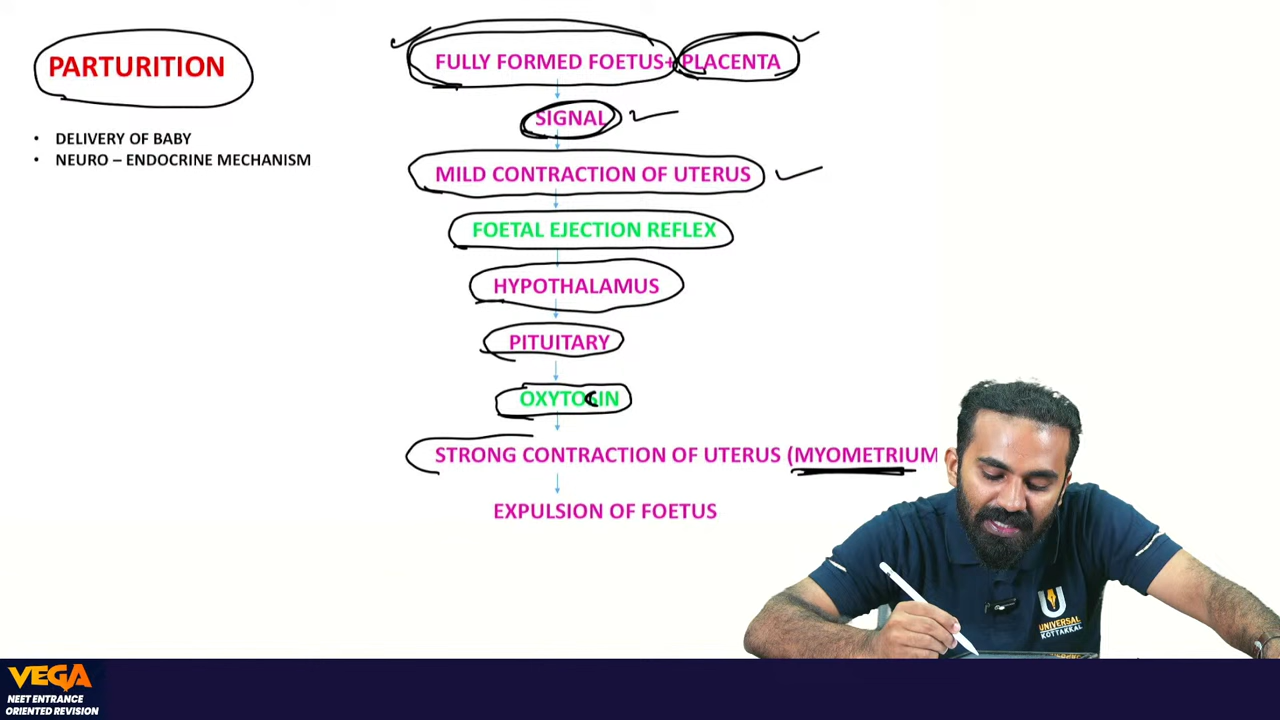 PARTURITION
• DELIVERY OF BABY
• NEURO – ENDOCRINE MECHANISM
FULLY FORMED FOETUS+ PLACENTA
SIGNAL
MILD CONTRACTION OF UTERUS
FOETAL EJECTION REFLEX
HYPOTHALAMUS
PITUITARY
OXYTOCIN
STRONG CONTRACTION OF UTERUS (MYOMETRIUM
EXPULSION OF FOETUS
U
UNIVERSAL
KOTTAKKAL
VEGA
NEET ENTRANCE
ORIENTED REVISION